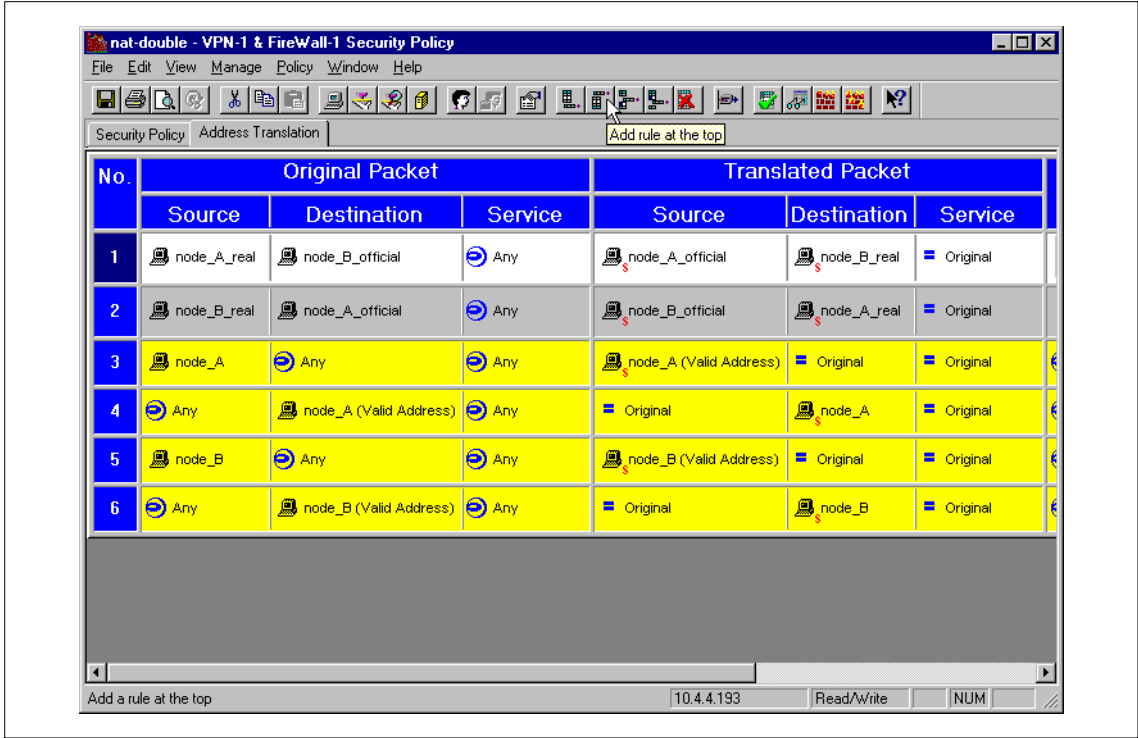 nat-double - VPN-1 & FireWall-1 Security Policy
File Edit View Manage Policy Window Help
Add rule at the top
Security Policy Address Translation
No. Original Packet Translated Packet
Source Destination Service Source Destination Service
1 node_A_real node_B_official Any S node_A_official S node_B_real = Original
2 node_B_real node_A_official Any S node_B_official S node_A_real = Original
3 node_A Any Any S node_A (Valid Address) = Original = Original
4 Any node_A (Valid Address) Any = Original S node_A = Original
5 node_B Any Any S node_B (Valid Address) = Original = Original
6 Any node_B (Valid Address) Any = Original S node_B = Original
Add a rule at the top 10.4.4.193 Read/Write NUM